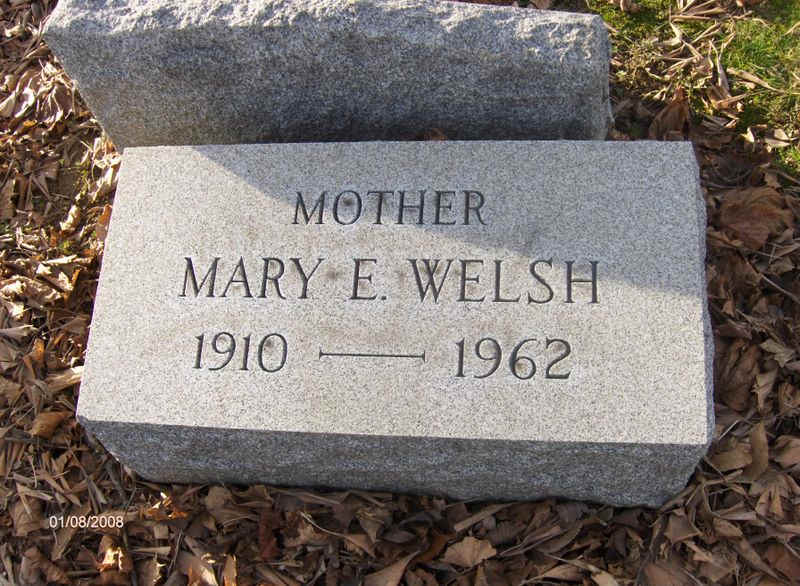 MOTHER
MARY E. WELSH
1910 — 1962
01/08/2008